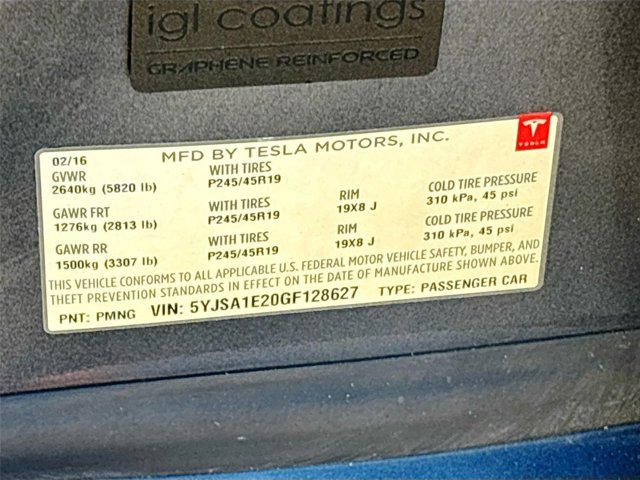 igl coatings
GRAPHENE REINFORCED
02/16 MFD BY TESLA MOTORS, INC. TESLA
GVWR WITH TIRES
2640kg (5820 lb) P245/45R19
GAWR FRT WITH TIRES RIM COLD TIRE PRESSURE
1276kg (2813 lb) P245/45R19 19X8 J 310 kPa, 45 psi
GAWR RR WITH TIRES RIM COLD TIRE PRESSURE
1500kg (3307 lb) P245/45R19 19X8 J 310 kPa, 45 psi
THIS VEHICLE CONFORMS TO ALL APPLICABLE U.S. FEDERAL MOTOR VEHICLE SAFETY, BUMPER, AND
THEFT PREVENTION STANDARDS IN EFFECT ON THE DATE OF MANUFACTURE SHOWN ABOVE.
PNT: PMNG VIN: 5YJSA1E20GF128627 TYPE: PASSENGER CAR